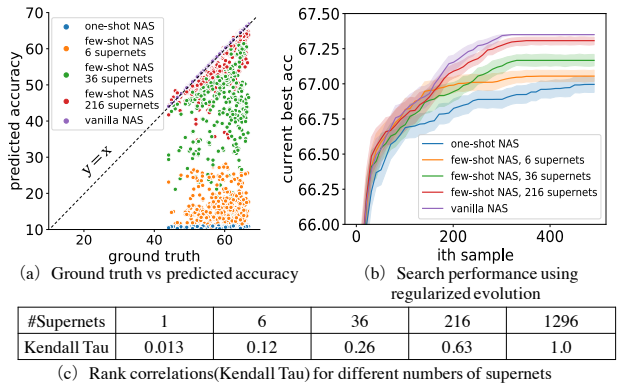 70
60
50
40
30
20
10
predicted accuracy
one-shot NAS
few-shot NAS
6 supernets
few-shot NAS
36 supernets
few-shot NAS
216 supernets
vanilla NAS
y = x
20
40
60
ground truth
(a) Ground truth vs predicted accuracy
67.50
67.25
67.00
66.75
66.50
66.25
66.00
current best acc
one-shot NAS
few-shot NAS, 6 supernets
few-shot NAS, 36 supernets
few-shot NAS, 216 supernets
vanilla NAS
0
200
400
ith sample
(b) Search performance using
regularized evolution
#Supernets 1 6 36 216 1296
Kendall Tau 0.013 0.12 0.26 0.63 1.0
(c) Rank correlations(Kendall Tau) for different numbers of supernets